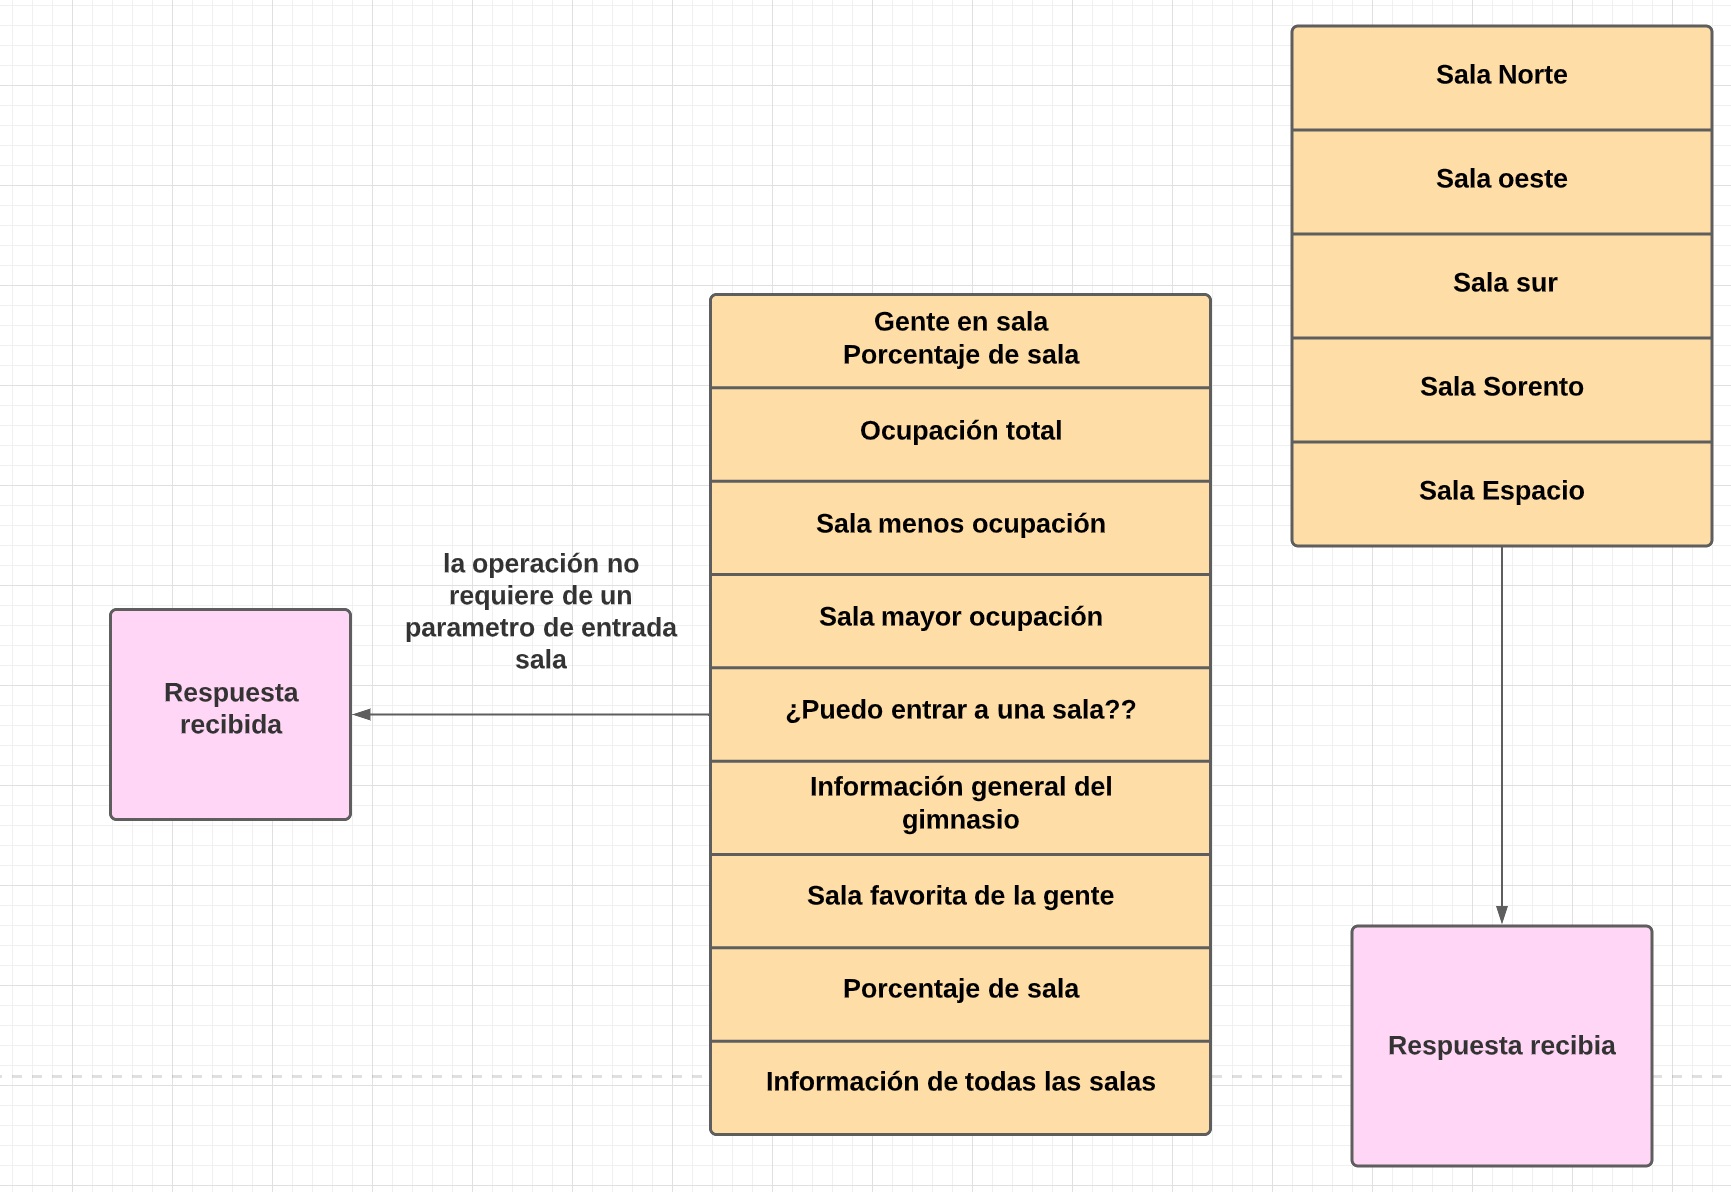 Sala Norte
Sala oeste
Sala sur
Sala Sorento
Sala Espacio
Gente en sala
Porcentaje de sala
Ocupación total
Sala menos ocupación
Sala mayor ocupación
¿Puedo entrar a una sala??
Información general del
gimnasio
Sala favorita de la gente
Porcentaje de sala
Información de todas las salas
la operación no
requiere de un
parametro de entrada
sala
Respuesta
recibida
Respuesta recibia